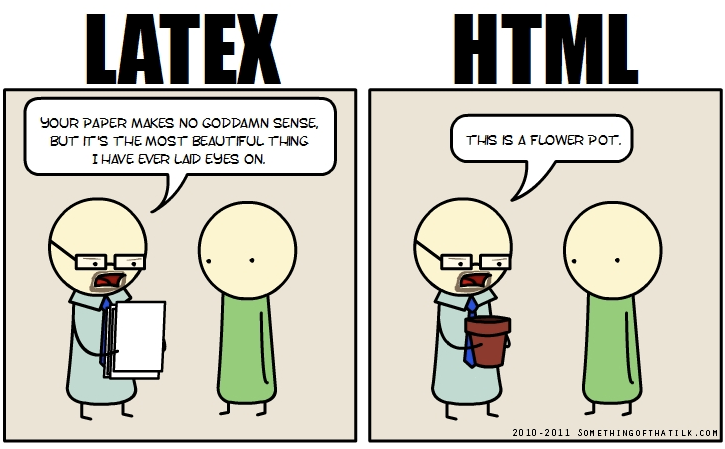 LATEX
YOUR PAPER MAKES NO GODDAMN SENSE,
BUT IT'S THE MOST BEAUTIFUL THING
I HAVE EVER LAID EYES ON.
HTML
THIS IS A FLOWER POT.
2010-2011 SOMETHINGOFTHATILK.COM